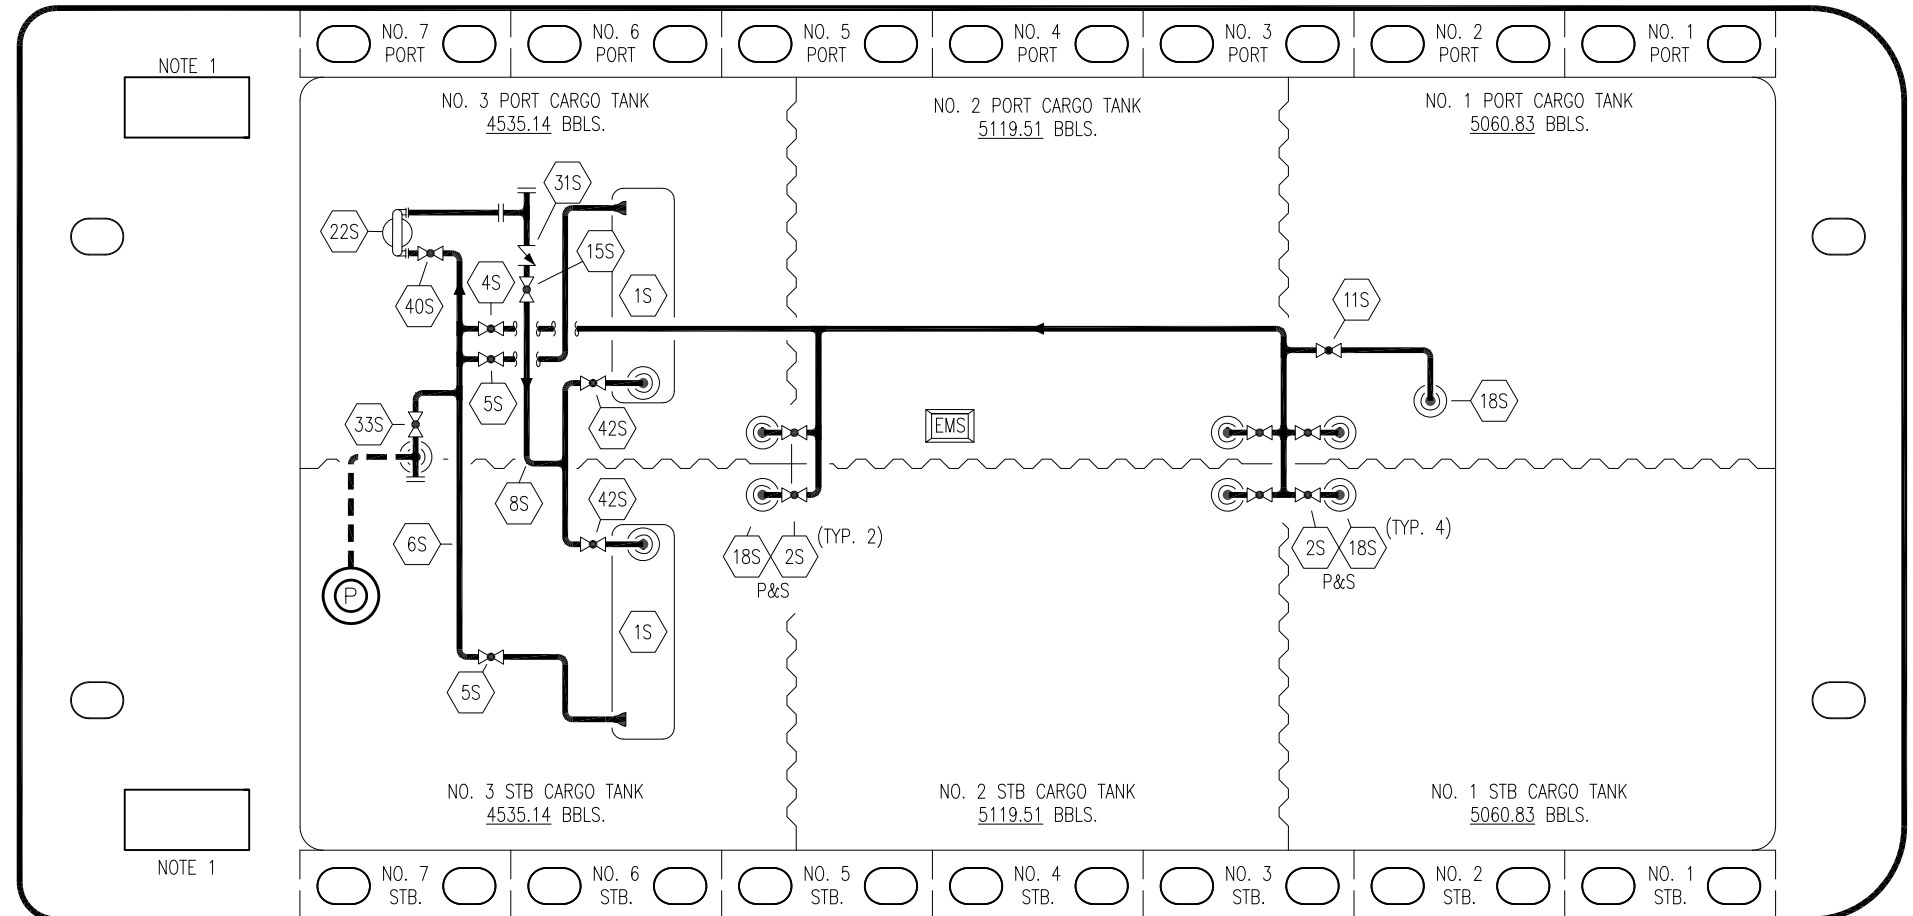 NO. 7
PORT
NO. 6
PORT
NO. 5
PORT
NO. 4
PORT
NO. 3
PORT
NO. 2
PORT
NO. 1
PORT
NOTE 1
NO. 3 PORT CARGO TANK
4535.14 BBLS.
NO. 2 PORT CARGO TANK
5119.51 BBLS.
NO. 1 PORT CARGO TANK
5060.83 BBLS.
31S
22S
15S
4S
40S
1S
11S
5S
33S
42S
EMS
18S
8S
42S
6S
18S
2S
(TYP. 2)
P&S
2S
18S
(TYP. 4)
P&S
P
1S
5S
NO. 3 STB CARGO TANK
4535.14 BBLS.
NO. 2 STB CARGO TANK
5119.51 BBLS.
NO. 1 STB CARGO TANK
5060.83 BBLS.
NOTE 1
NO. 7
STB.
NO. 6
STB.
NO. 5
STB.
NO. 4
STB.
NO. 3
STB.
NO. 2
STB.
NO. 1
STB.